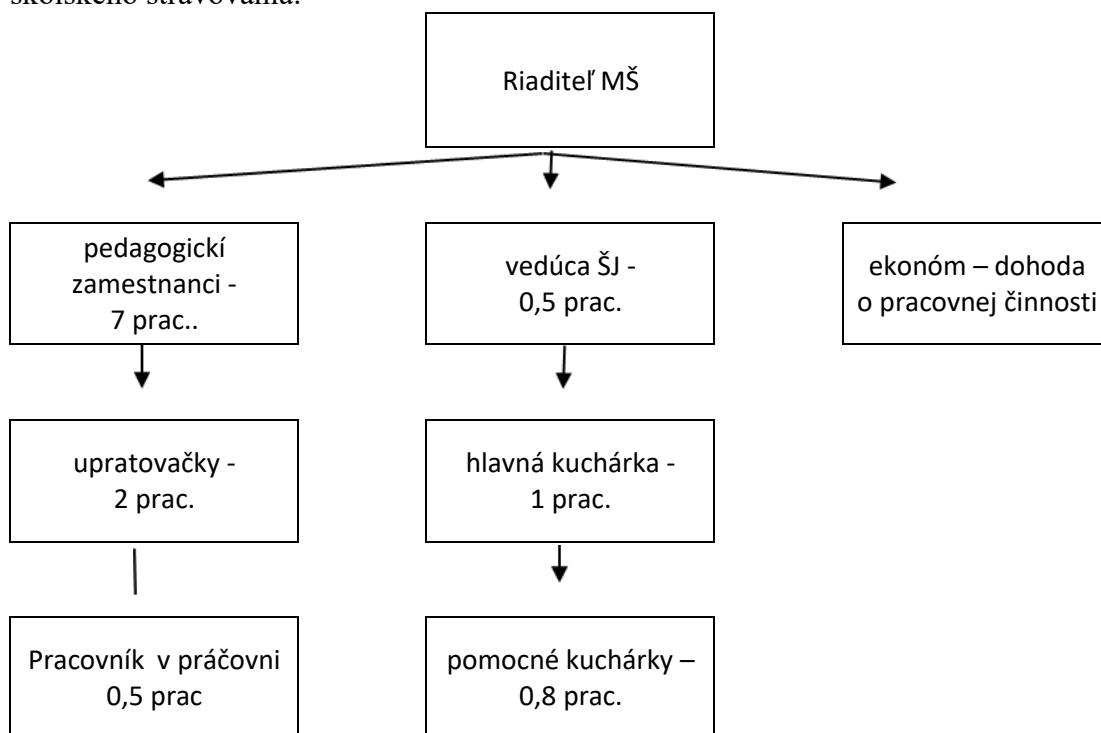 školského stravovania.
Riaditeľ MŠ
pedagogickí
zamestnanci -
7 prac..
vedúca ŠJ -
0,5 prac.
ekonóm – dohoda
o pracovnej činnosti
upratovačky -
2 prac.
hlavná kuchárka -
1 prac.
Pracovník v práčovni
0,5 prac
pomocné kuchárky –
0,8 prac.